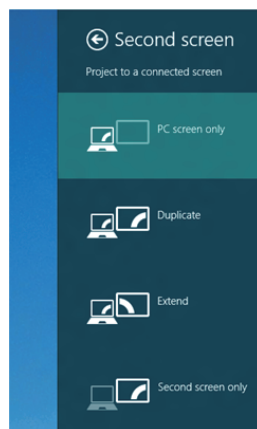 Second screen
Project to a connected screen
PC screen only
Duplicate
Extend
Second screen only